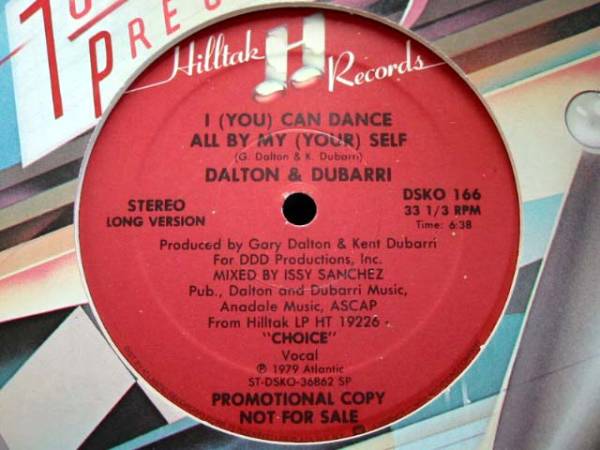 PRE
Hilltak H Records
I (YOU) CAN DANCE
ALL BY MY (YOUR) SELF
(G. Dalton & K. Dubarri)
DALTON & DUBARRI
STEREO
LONG VERSION
DSKO 166
33 1/3 RPM
Time: 6:38
Produced by Gary Dalton & Kent Dubarri
For DDD Productions, Inc.
MIXED BY ISSY SANCHEZ
Pub., Dalton and Dubarri Music,
Anadale Music, ASCAP
From Hilltak LP HT 19226
"CHOICE"
Vocal
℗ 1979 Atlantic
ST-DSKO-36862 SP
PROMOTIONAL COPY
NOT FOR SALE